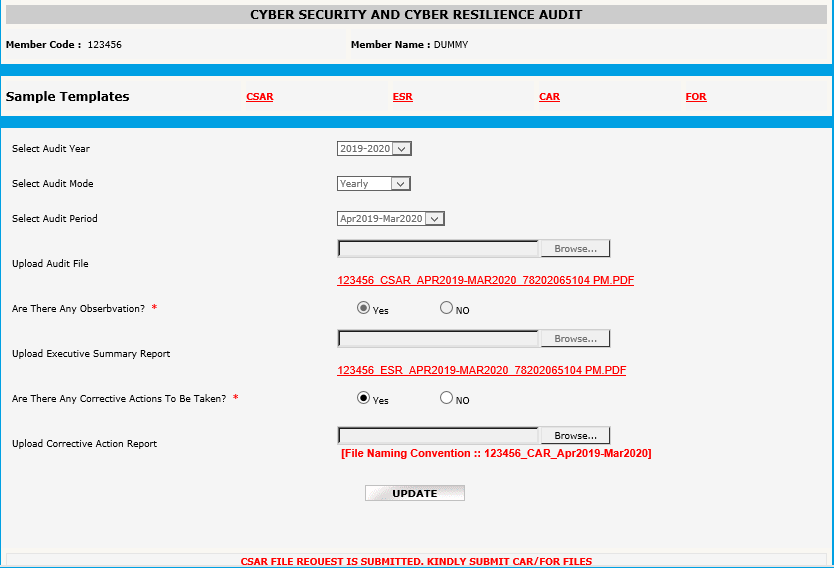 CYBER SECURITY AND CYBER RESILIENCE AUDIT
Member Code : 123456 Member Name : DUMMY
Sample Templates CSAR ESR CAR FOR
Select Audit Year 2019-2020
Select Audit Mode Yearly
Select Audit Period Apr2019-Mar2020
Upload Audit File Browse...
123456_CSAR_APR2019-MAR2020_78202065104 PM.PDF
Are There Any Obserbvation? * Yes NO
Upload Executive Summary Report Browse...
123456_ESR_APR2019-MAR2020_78202065104 PM.PDF
Are There Any Corrective Actions To Be Taken? * Yes NO
Upload Corrective Action Report Browse...
[File Naming Convention :: 123456_CAR_Apr2019-Mar2020]
UPDATE
CSAR FILE REQUEST IS SUBMITTED. KINDLY SUBMIT CAR/FOR FILES